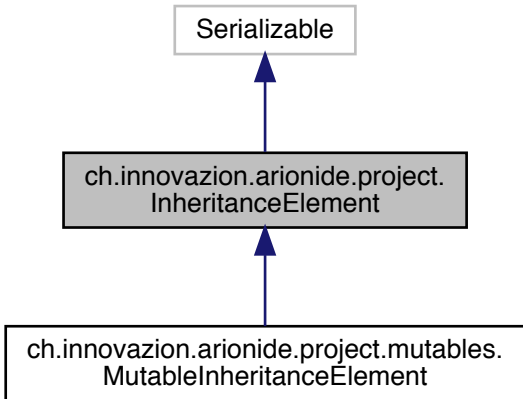 Serializable
ch.innovazion.arionide.project.
InheritanceElement
ch.innovazion.arionide.project.mutables.
MutableInheritanceElement